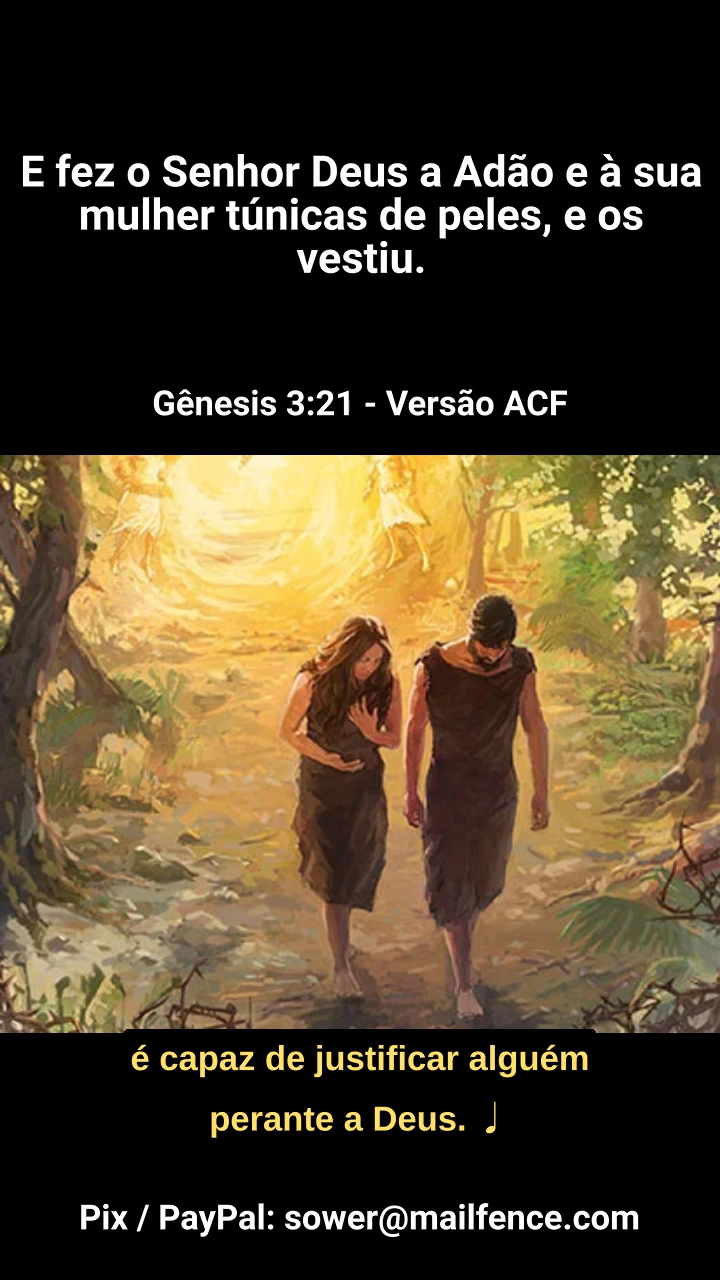 E fez o Senhor Deus a Adão e à sua
mulher túnicas de peles, e os
vestiu.
Gênesis 3:21 - Versão ACF
é capaz de justificar alguém
perante a Deus. ♩
Pix / PayPal: sower@mailfence.com